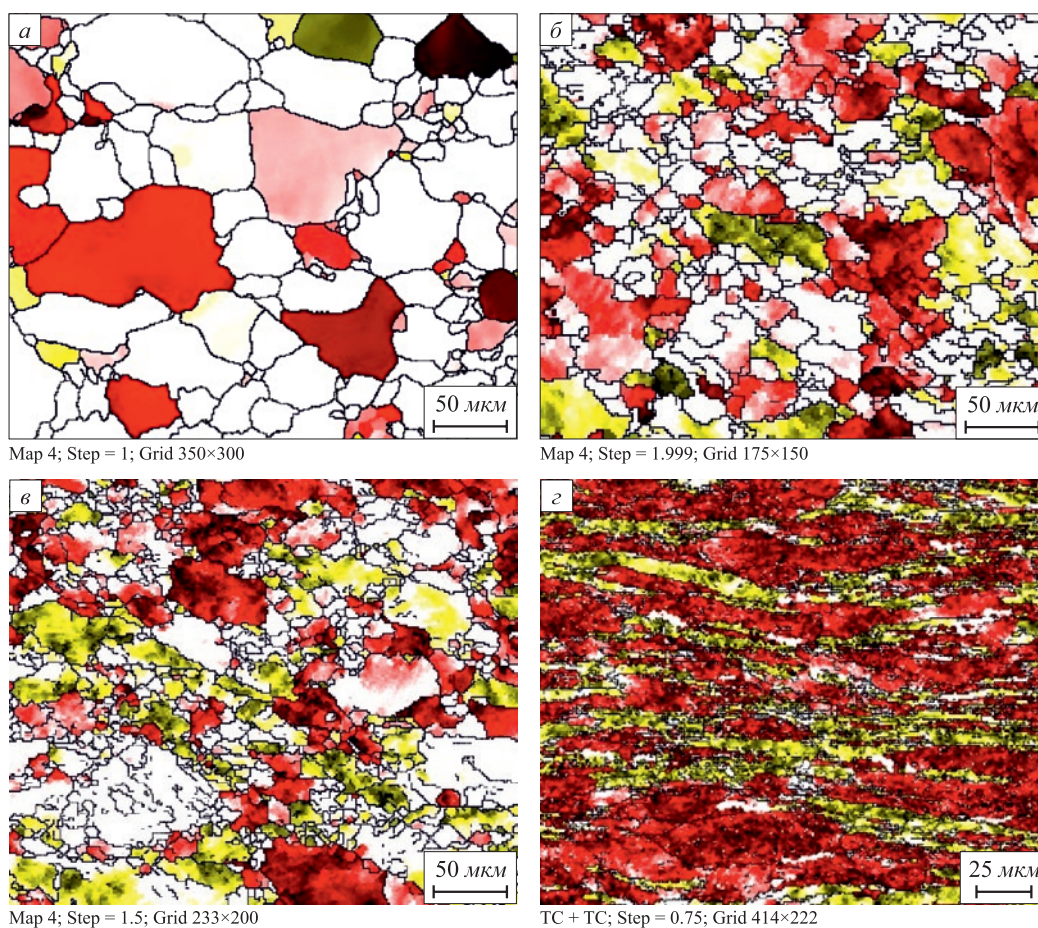 а
б
50 мкм
50 мкм
Map 4; Step = 1; Grid 350×300
Map 4; Step = 1.999; Grid 175×150
в
г
50 мкм
25 мкм
Map 4; Step = 1.5; Grid 233×200
TC + TC; Step = 0.75; Grid 414×222